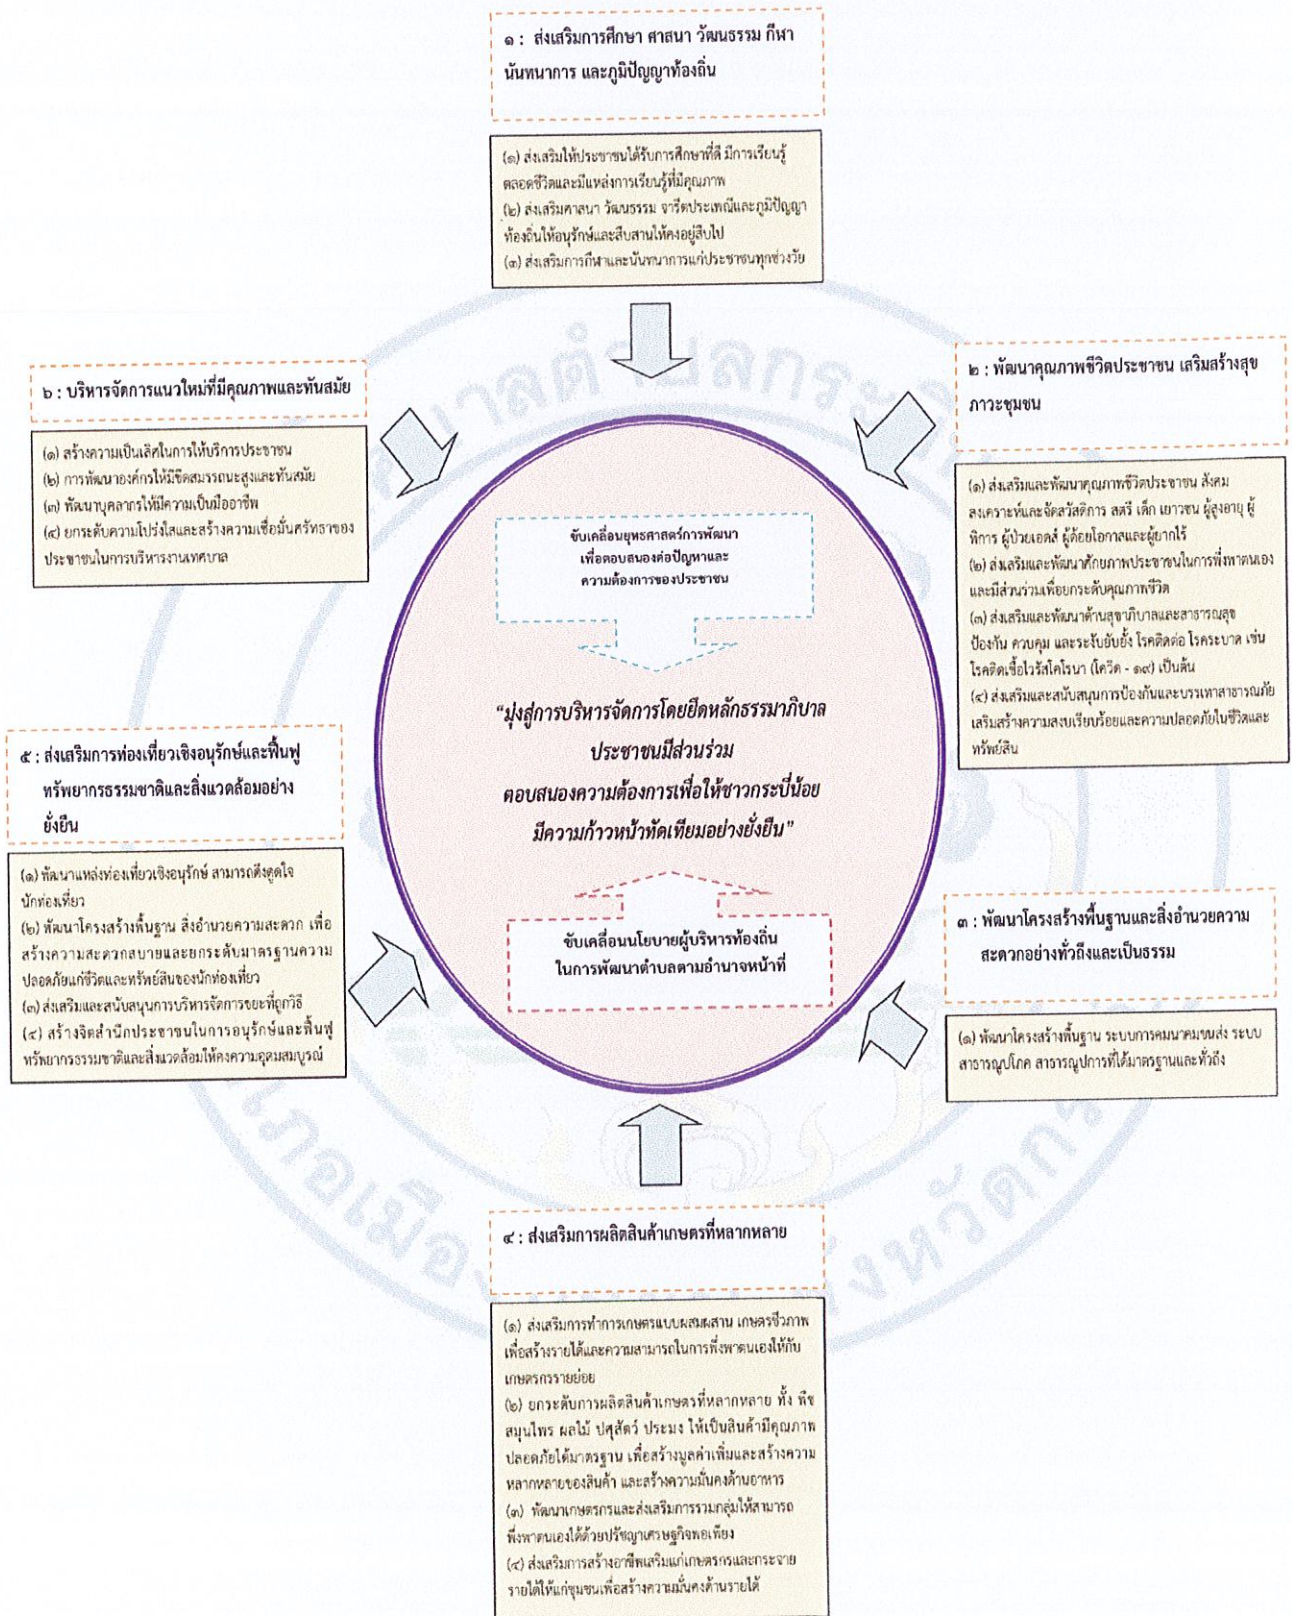 ๑ : ส่งเสริมการศึกษา ศาสนา วัฒนธรรม กีฬา
นันทนาการ และภูมิปัญญาท้องถิ่น
(๑) ส่งเสริมให้ประชาชนได้รับการศึกษาที่ดี มีการเรียนรู้
ตลอดชีวิตและมีแหล่งการเรียนรู้ที่มีคุณภาพ
(๒) ส่งเสริมศาสนา วัฒนธรรม จารีตประเพณีและภูมิปัญญา
ท้องถิ่นให้อนุรักษ์และสืบสานให้คงอยู่สืบไป
(๓) ส่งเสริมการกีฬาและนันทนาการแก่ประชาชนทุกช่วงวัย
๖ : บริหารจัดการแนวใหม่ที่มีคุณภาพและทันสมัย
(๑) สร้างความเป็นเลิศในการให้บริการประชาชน
(๒) การพัฒนาองค์กรให้มีขีดสมรรถนะสูงและทันสมัย
(๓) พัฒนาบุคลากรให้มีความเป็นมืออาชีพ
(๔) ยกระดับความโปร่งใสและสร้างความเชื่อมั่นศรัทธาของ
ประชาชนในการบริหารงานเทศบาล
๒ : พัฒนาคุณภาพชีวิตประชาชน เสริมสร้างสุข
ภาวะชุมชน
(๑) ส่งเสริมและพัฒนาคุณภาพชีวิตประชาชน สังคม
สงเคราะห์และจัดสวัสดิการ สตรี เด็ก เยาวชน ผู้สูงอายุ ผู้
พิการ ผู้ป่วยเอดส์ ผู้ด้อยโอกาสและผู้ยากไร้
(๒) ส่งเสริมและพัฒนาศักยภาพประชาชนในการพึ่งพาตนเอง
และมีส่วนร่วมเพื่อยกระดับคุณภาพชีวิต
(๓) ส่งเสริมและพัฒนาด้านสุขาภิบาลและสาธารณสุข
ป้องกัน ควบคุม และระงับยับยั้ง โรคติดต่อ โรคระบาด เช่น
โรคติดเชื้อไวรัสโคโรนา (โควิด - ๑๙) เป็นต้น
(๔) ส่งเสริมและสนับสนุนการป้องกันและบรรเทาสาธารณภัย
เสริมสร้างความสงบเรียบร้อยและความปลอดภัยในชีวิตและ
ทรัพย์สิน
ขับเคลื่อนยุทธศาสตร์การพัฒนา
เพื่อตอบสนองต่อปัญหาและ
ความต้องการของประชาชน
“มุ่งสู่การบริหารจัดการโดยยึดหลักธรรมาภิบาล
ประชาชนมีส่วนร่วม
ตอบสนองความต้องการเพื่อให้ชาวกระบี่น้อย
มีความก้าวหน้าทัดเทียมอย่างยั่งยืน”
ขับเคลื่อนนโยบายผู้บริหารท้องถิ่น
ในการพัฒนาตำบลตามอำนาจหน้าที่
๕ : ส่งเสริมการท่องเที่ยวเชิงอนุรักษ์และฟื้นฟู
ทรัพยากรธรรมชาติและสิ่งแวดล้อมอย่าง
ยั่งยืน
(๑) พัฒนาแหล่งท่องเที่ยวเชิงอนุรักษ์ สามารถดึงดูดใจ
นักท่องเที่ยว
(๒) พัฒนาโครงสร้างพื้นฐาน สิ่งอำนวยความสะดวก เพื่อ
สร้างความสะดวกสบายและยกระดับมาตรฐานความ
ปลอดภัยแก่ชีวิตและทรัพย์สินของนักท่องเที่ยว
(๓) ส่งเสริมและสนับสนุนการบริหารจัดการขยะที่ถูกวิธี
(๔) สร้างจิตสำนึกประชาชนในการอนุรักษ์และฟื้นฟู
ทรัพยากรธรรมชาติและสิ่งแวดล้อมให้คงความอุดมสมบูรณ์
๓ : พัฒนาโครงสร้างพื้นฐานและสิ่งอำนวยความ
สะดวกอย่างทั่วถึงและเป็นธรรม
(๑) พัฒนาโครงสร้างพื้นฐาน ระบบการคมนาคมขนส่ง ระบบ
สาธารณูปโภค สาธารณูปการที่ได้มาตรฐานและทั่วถึง
๔ : ส่งเสริมการผลิตสินค้าเกษตรที่หลากหลาย
(๑) ส่งเสริมการทำการเกษตรแบบผสมผสาน เกษตรชีวภาพ
เพื่อสร้างรายได้และความสามารถในการพึ่งพาตนเองให้กับ
เกษตรกรรายย่อย
(๒) ยกระดับการผลิตสินค้าเกษตรที่หลากหลาย ทั้ง พืช
สมุนไพร ผลไม้ ปศุสัตว์ ประมง ให้เป็นสินค้ามีคุณภาพ
ปลอดภัยได้มาตรฐาน เพื่อสร้างมูลค่าเพิ่มและสร้างความ
หลากหลายของสินค้า และสร้างความมั่นคงด้านอาหาร
(๓) พัฒนาเกษตรกรและส่งเสริมการรวมกลุ่มให้สามารถ
พึ่งพาตนเองได้ด้วยปรัชญาเศรษฐกิจพอเพียง
(๔) ส่งเสริมการสร้างอาชีพเสริมแก่เกษตรกรและกระจาย
รายได้ให้แก่ชุมชนเพื่อสร้างความมั่นคงด้านรายได้